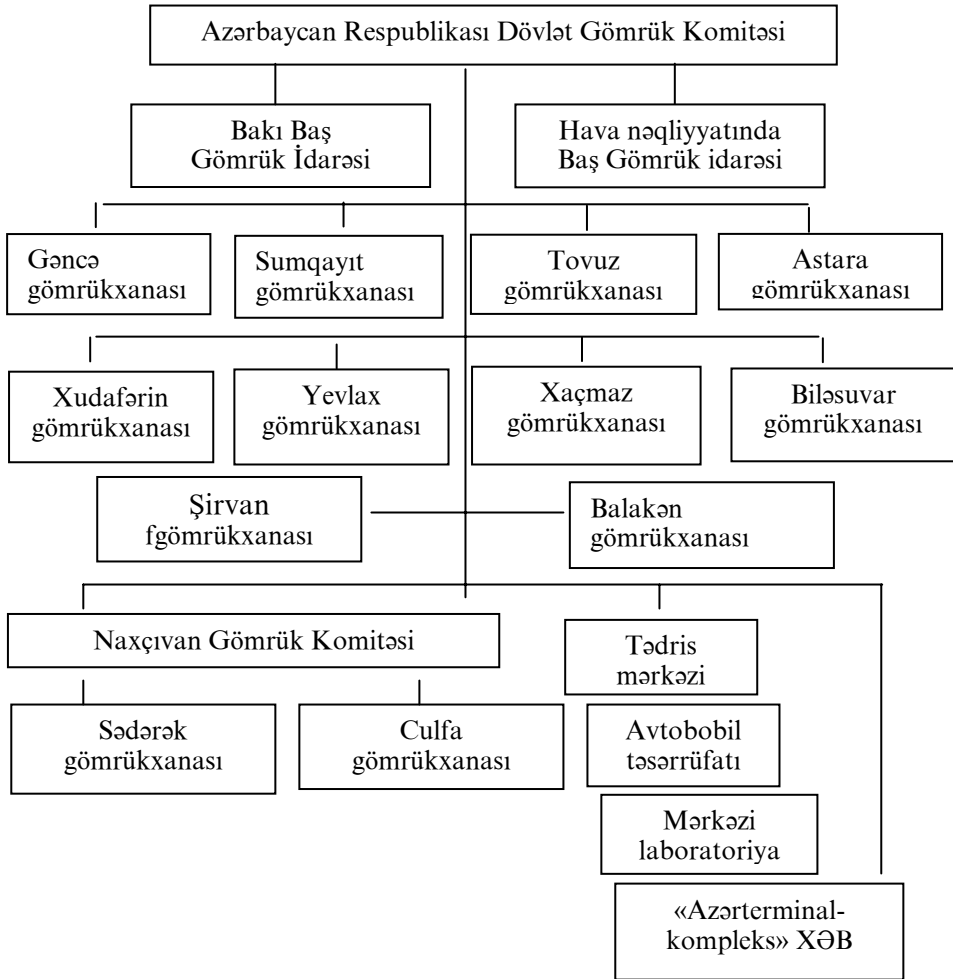 Azərbaycan Respublikası Dövlət Gömrük Komitəsi
Bakı Baş
Gömrük İdarəsi
Hava nəqliyyatında
Baş Gömrük idarəsi
Gəncə
gömrükxanası
Sumqayıt
gömrükxanası
Tovuz
gömrükxanası
Astara
gömrükxanası
Xudafərin
gömrükxanası
Yevlax
gömrükxanası
Xaçmaz
gömrükxanası
Biləsuvar
gömrükxanası
Şirvan
fgömrükxanası
Balakən
gömrükxanası
Naxçıvan Gömrük Komitəsi
Tədris
mərkəzi
Sədərək
gömrükxanası
Culfa
gömrükxanası
Avtobobil
təsərrüfatı
Mərkəzi
laboratoriya
«Azərterminal-
kompleks» XƏB